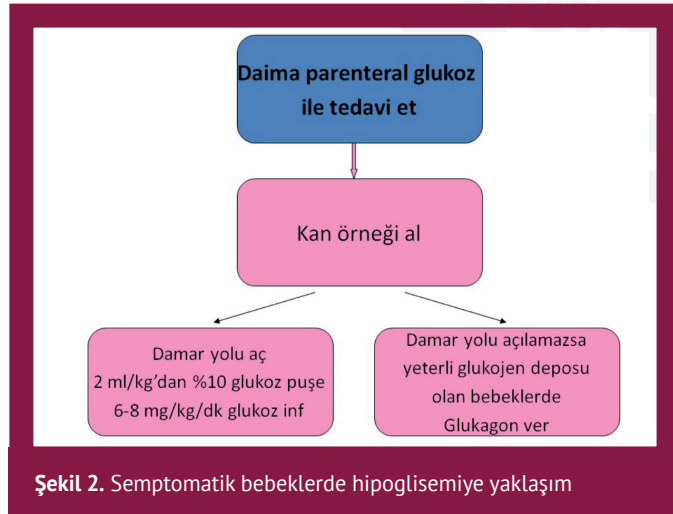 Daima parenteral glukoz
ile tedavi et
Kan örneği al
Damar yolu aç
2 ml/kg’dan %10 glukoz puşe
6-8 mg/kg/dk glukoz inf
Damar yolu açılamazsa
yeterli glukojen deposu
olan bebeklerde
Glukagon ver
Şekil 2. Semptomatik bebeklerde hipoglisemiye yaklaşım